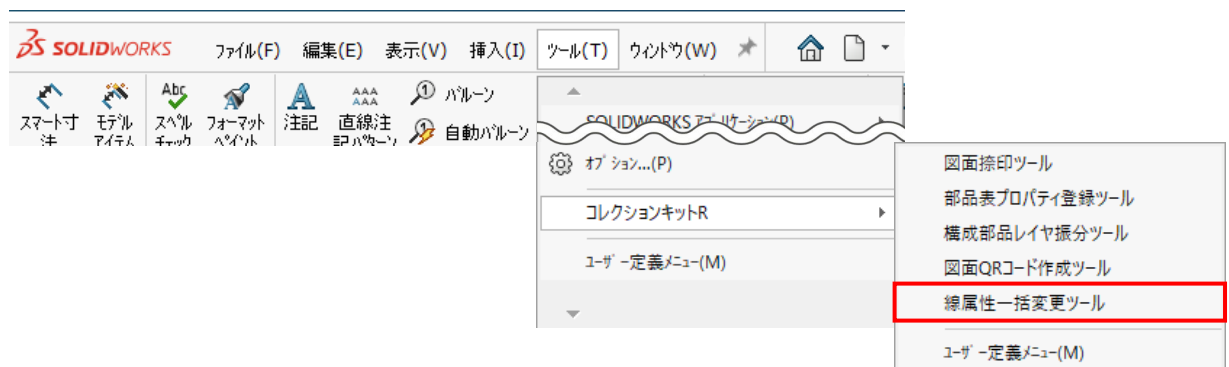 SOLIDWORKS ファイル(F) 編集(E) 表示(V) 挿入(I) ツール(T) ウィンドウ(W)
スマート寸法 モデルアイテム スペルチェック フォーマットペイント 注記 直線注記パターン バルーン
自動バルーン
SOLIDWORKS アプリケーション(P)
オプション...(P)
コレクションキットR
ユーザー定義メニュー(M)
図面捺印ツール
部品表プロパティ登録ツール
構成部品レイヤ振分ツール
図面QRコード作成ツール
線属性一括変更ツール
ユーザー定義メニュー(M)